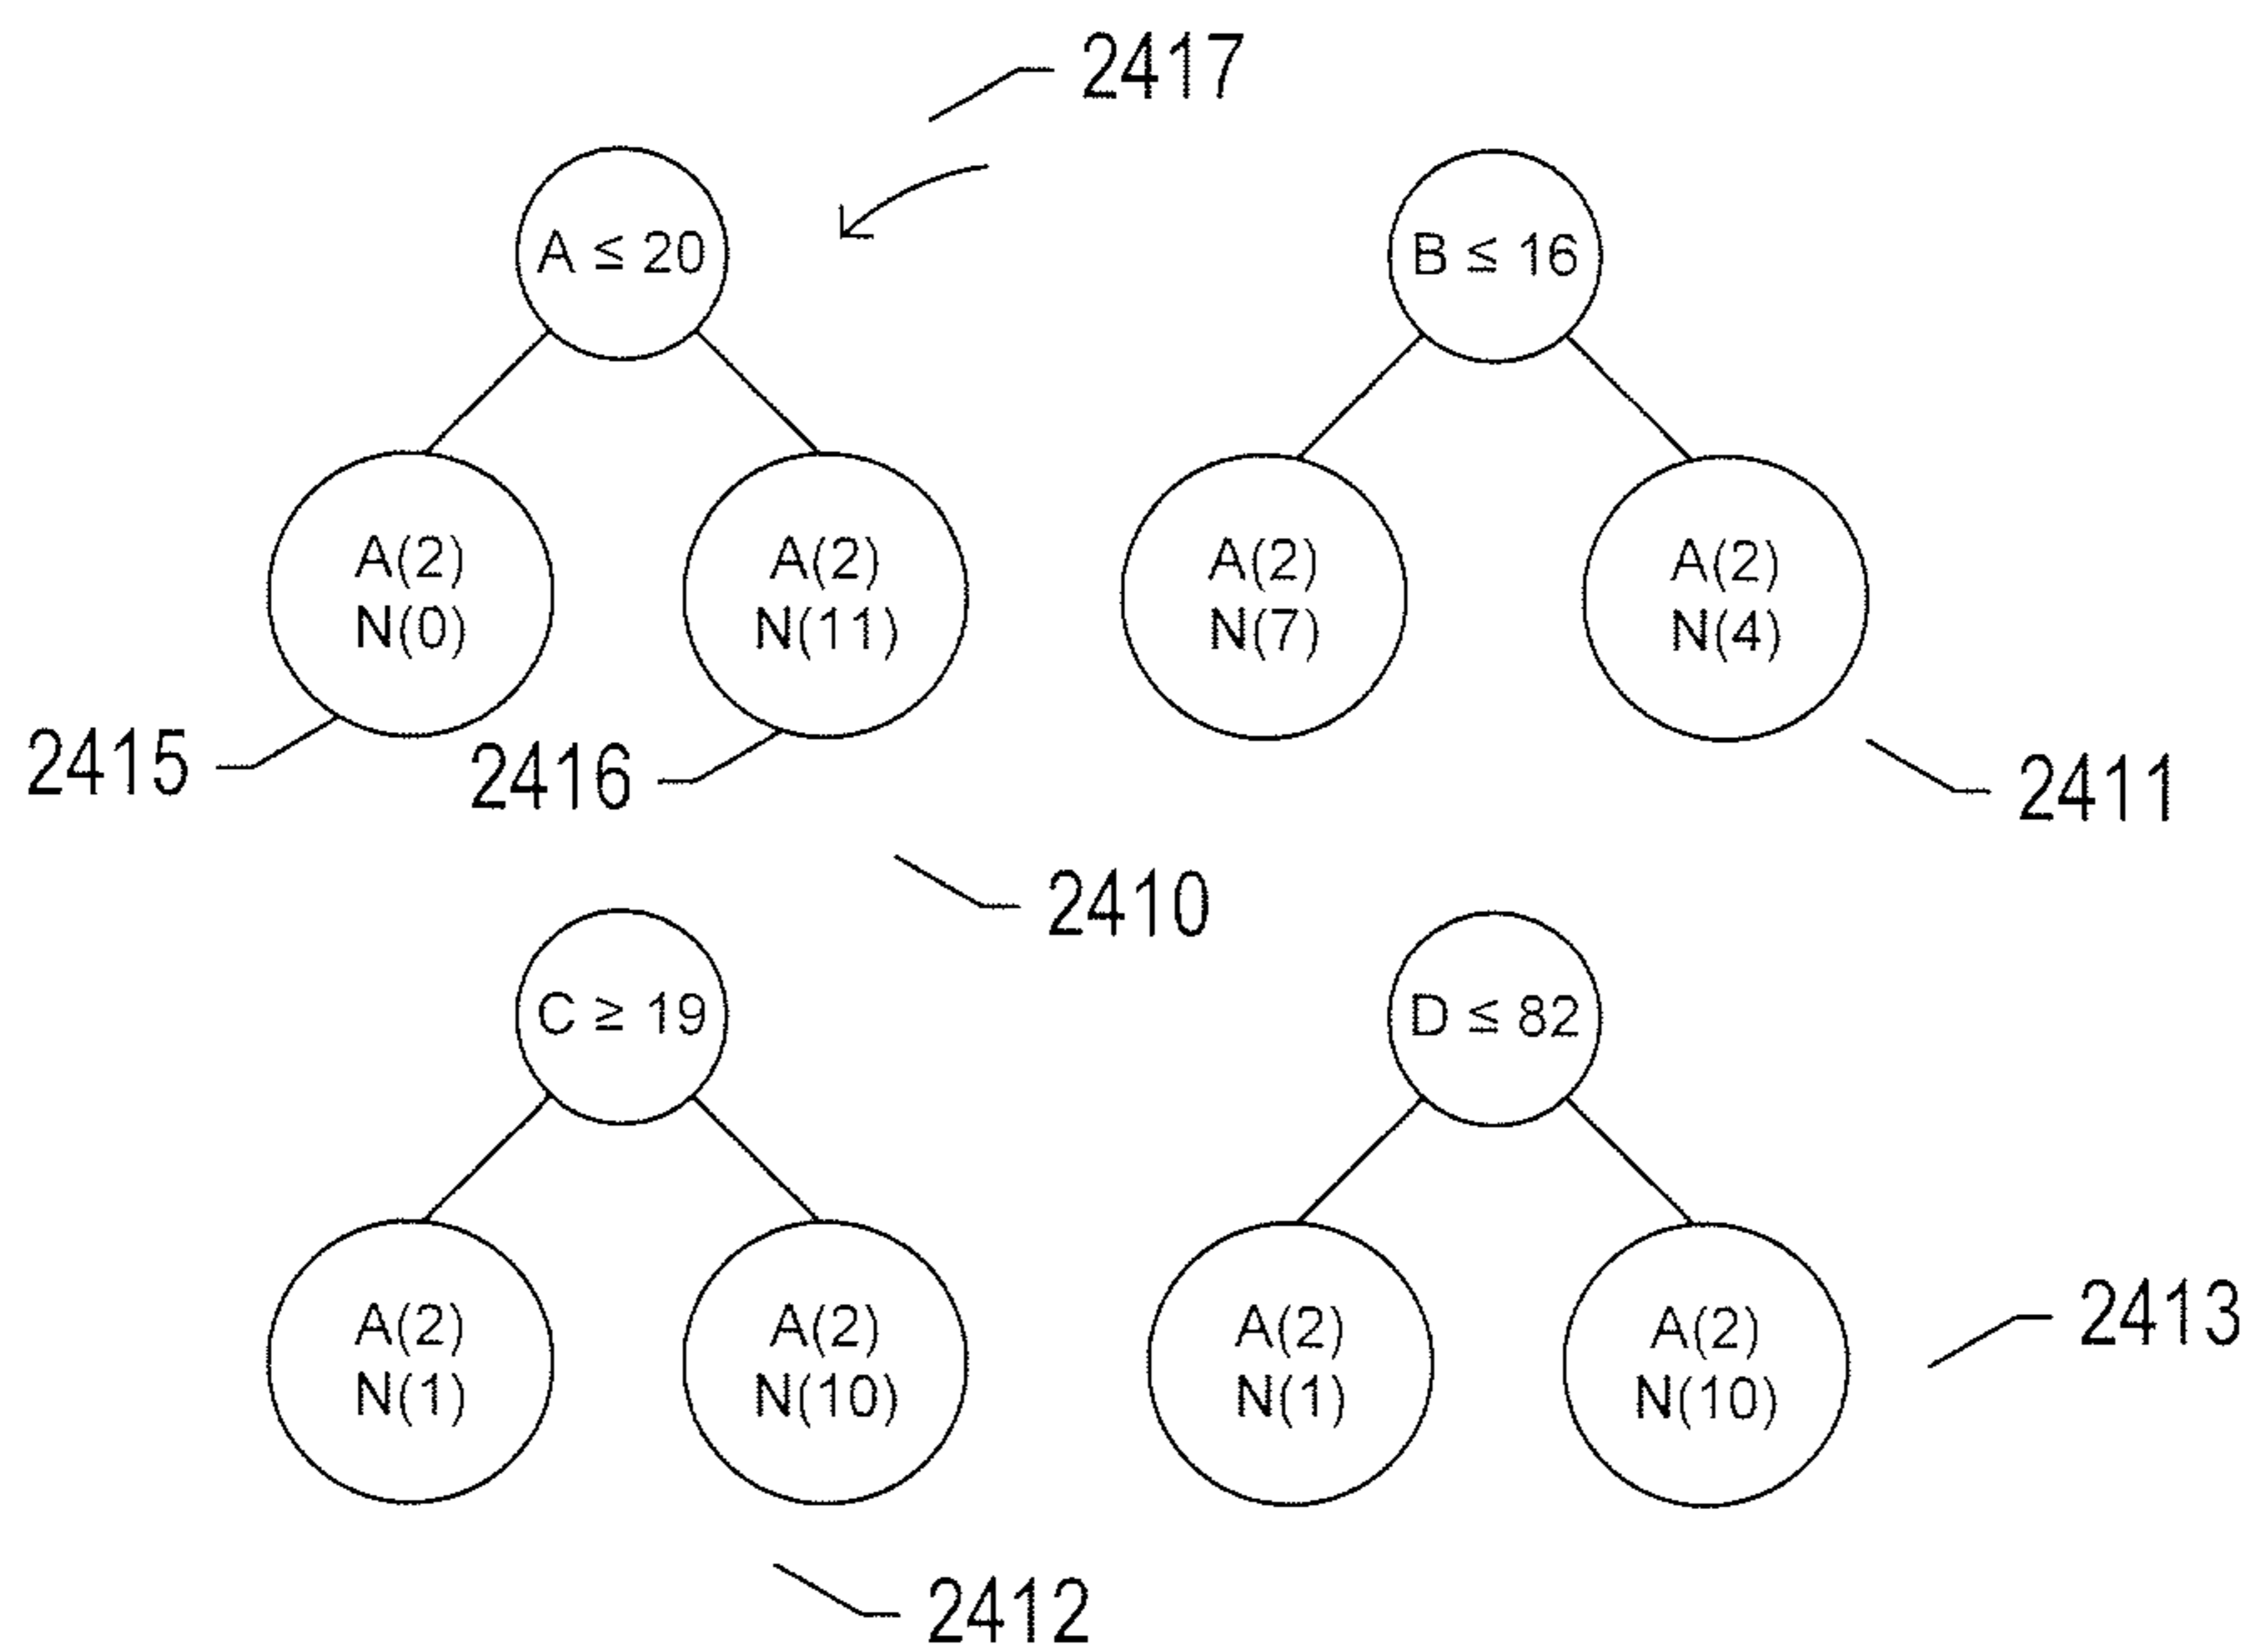 2417
A ≤ 20
B ≤ 16
A(2)
N(0)
A(2)
N(11)
A(2)
N(7)
A(2)
N(4)
2415
2416
2411
2410
C ≥ 19
D ≤ 82
A(2)
N(1)
A(2)
N(10)
A(2)
N(1)
A(2)
N(10)
2413
2412